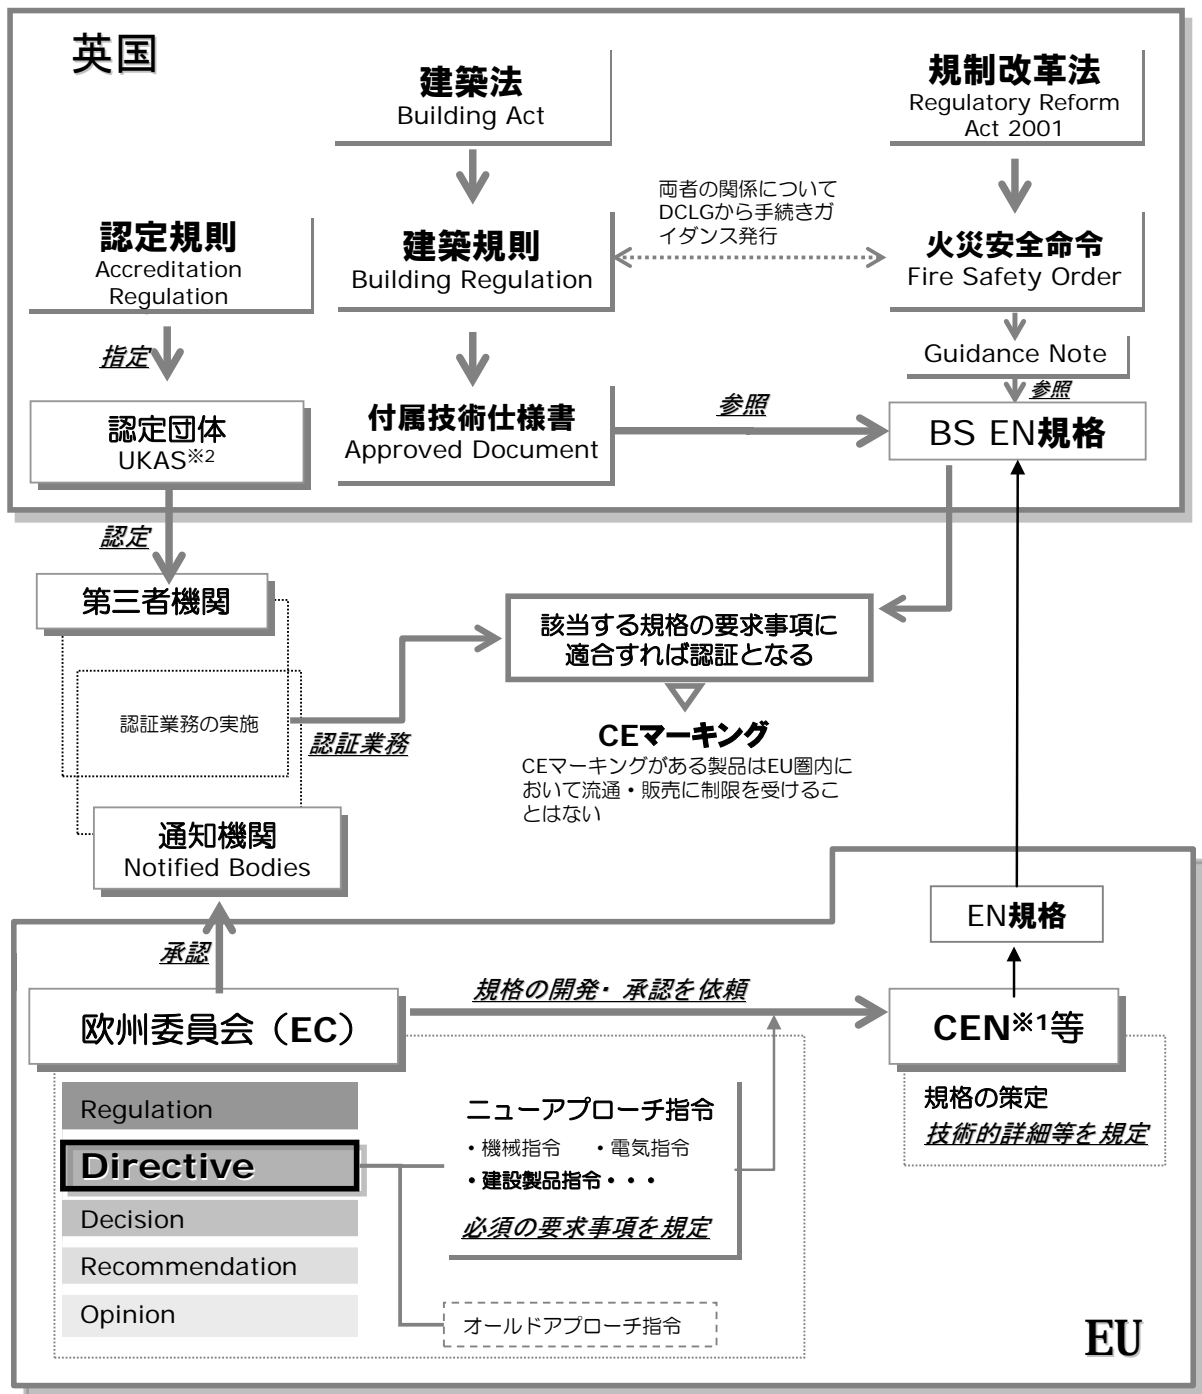 英国
建築法
Building Act
規制改革法
Regulatory Reform
Act 2001
両者の関係について
DCLGから手続きガ
イダンス発行
認定規則
Accreditation
Regulation
建築規則
Building Regulation
火災安全命令
Fire Safety Order
指定
Guidance Note
参照
認定団体
UKAS※2
付属技術仕様書
Approved Document
参照
BS EN規格
認定
第三者機関
該当する規格の要求事項に
適合すれば認証となる
認証業務の実施
認証業務
CEマーキング
CEマーキングがある製品はEU圏内に
おいて流通・販売に制限を受けるこ
とはない
通知機関
Notified Bodies
EN規格
承認
規格の開発・承認を依頼
欧州委員会（EC）
CEN※1等
規格の策定
技術的詳細等を規定
Regulation
Directive
Decision
Recommendation
Opinion
ニューアプローチ指令
・機械指令 ・電気指令
・建設製品指令・・・
必須の要求事項を規定
オールドアプローチ指令
EU